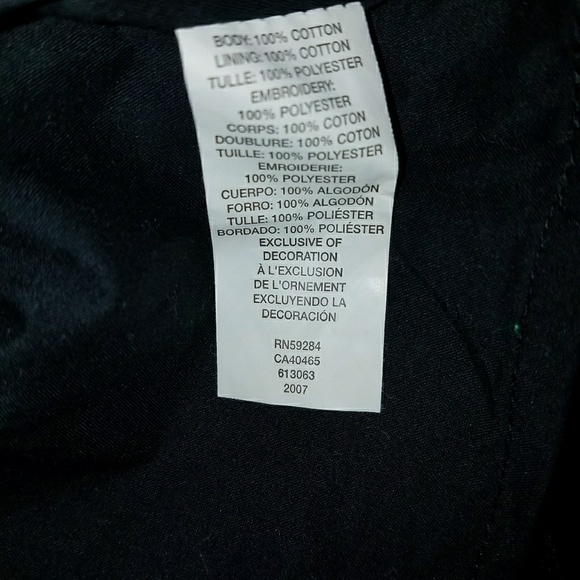 BODY: 100% COTTON
LINING: 100% COTTON
TULLE: 100% POLYESTER
EMBROIDERY:
100% POLYESTER
CORPS: 100% COTON
DOUBLURE: 100% COTON
TUILLE: 100% POLYESTER
EMROIDERIE:
100% POLYESTER
CUERPO: 100% ALGODÓN
FORRO: 100% ALGODÓN
TULLE: 100% POLIÉSTER
BORDADO: 100% POLIÉSTER
EXCLUSIVE OF
DECORATION
À L'EXCLUSION
DE L'ORNEMENT
EXCLUYENDO LA
DECORACIÓN
RN59284
CA40465
613063
2007